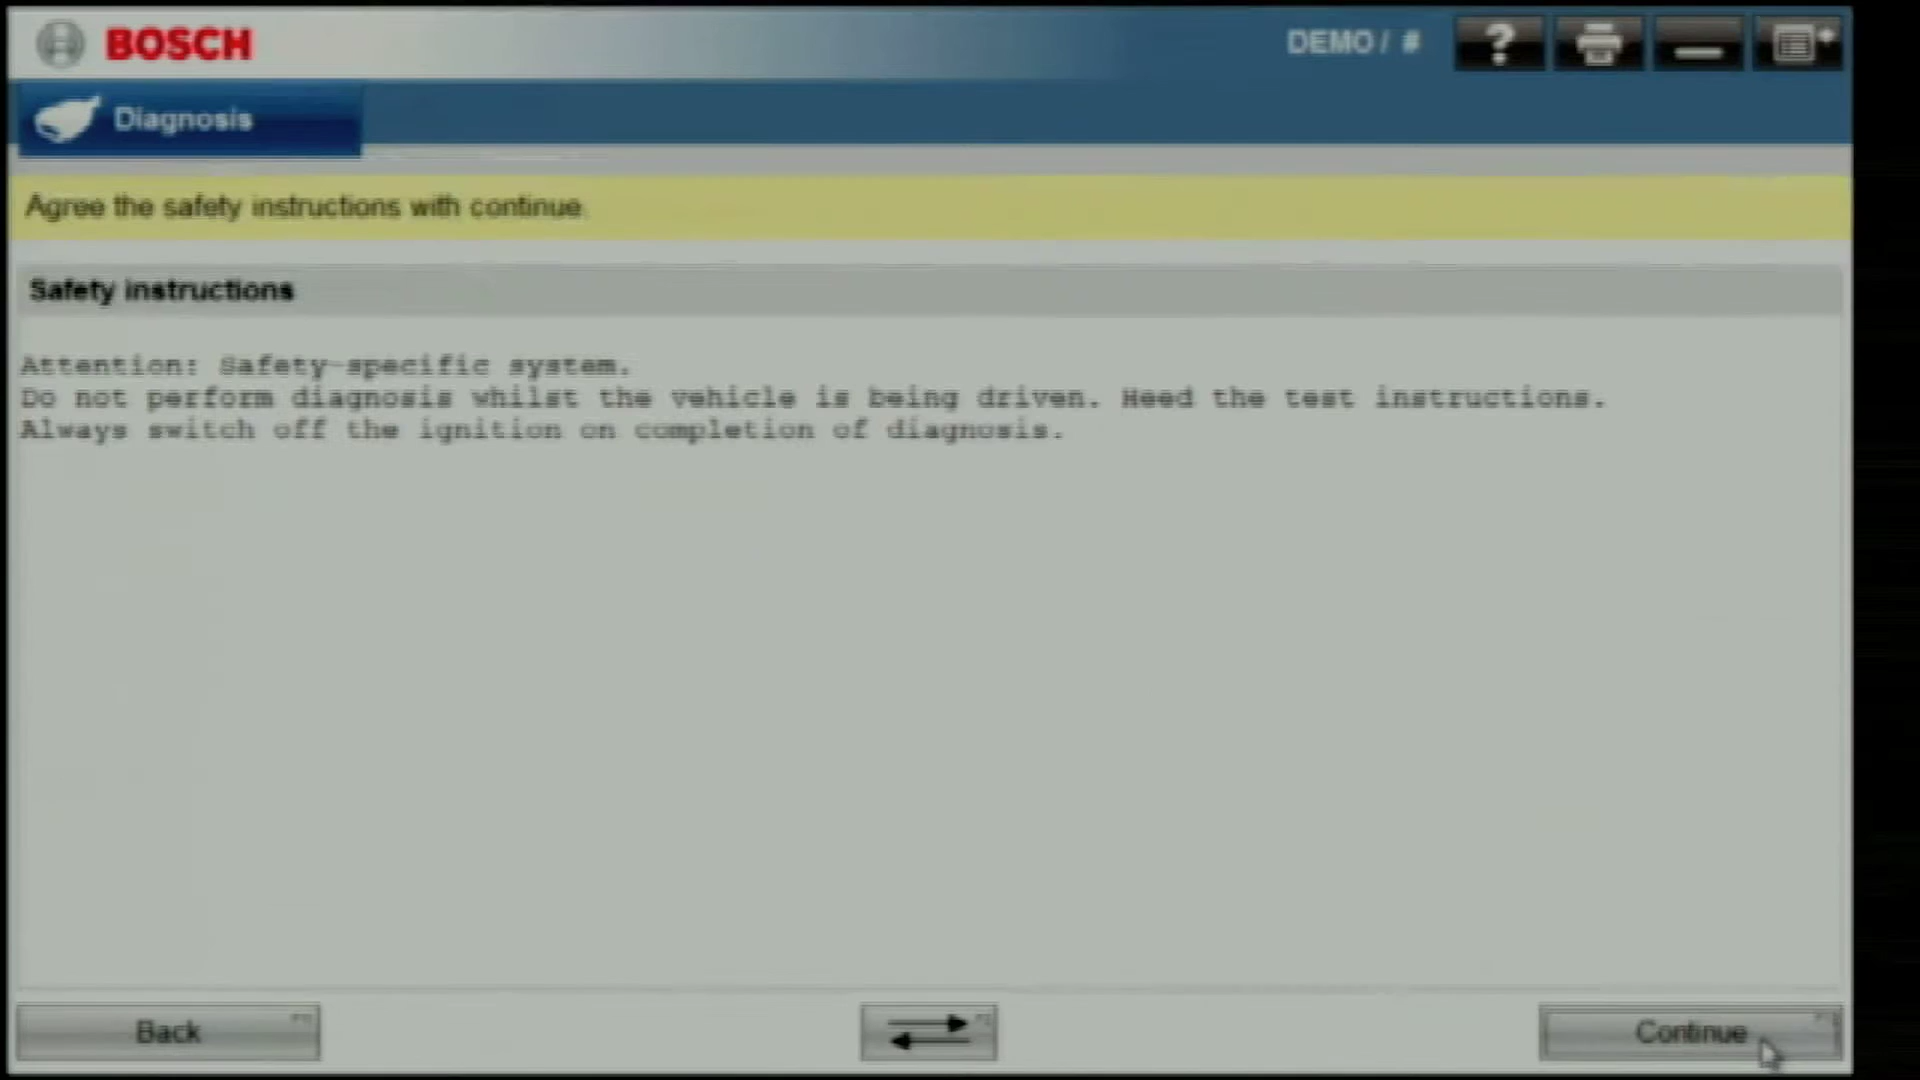 BOSCH
DEMO / #
?
Diagnosis
Agree the safety instructions with continue.
Safety instructions
Attention: Safety-specific system.
Do not perform diagnosis whilst the vehicle is being driven. Heed the test instructions.
Always switch off the ignition on completion of diagnosis.
Back
Continue